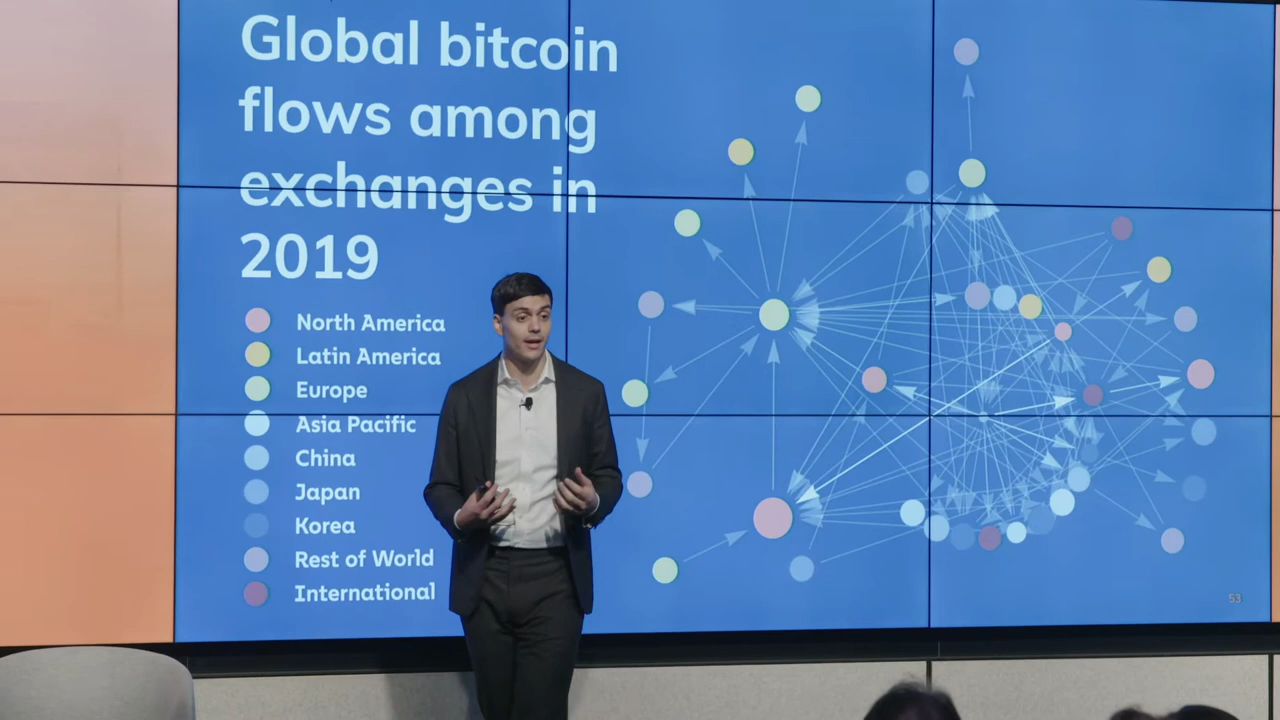 Global bitcoin
flows among
exchanges in
2019
North America
Latin America
Europe
Asia Pacific
China
Japan
Korea
Rest of World
International
53